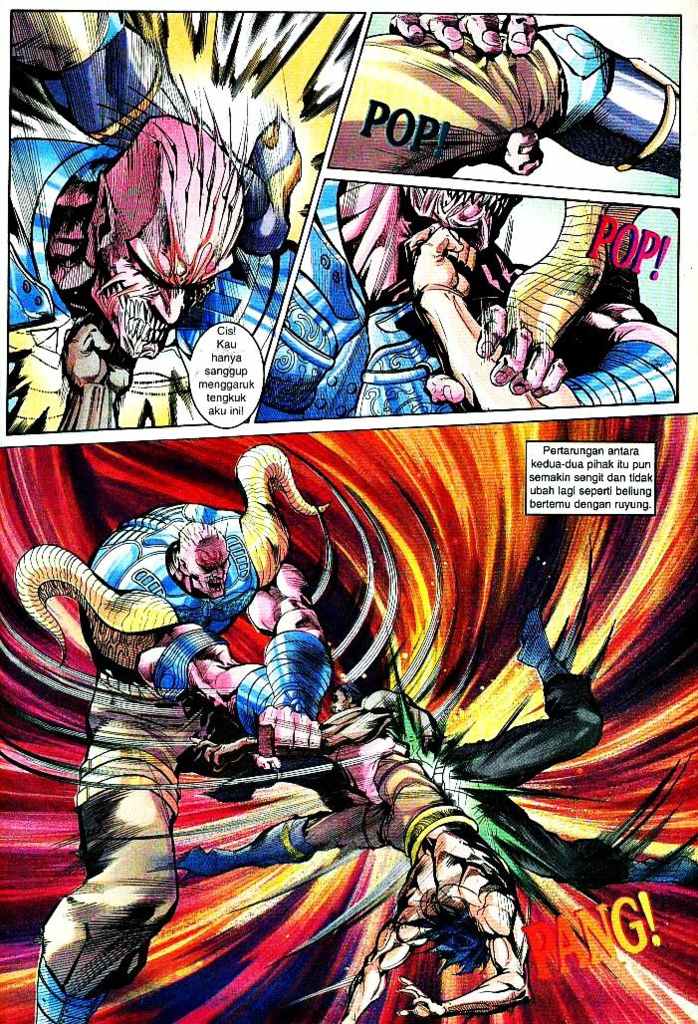 POP!
POP!
Cis!
Kau
hanya
sanggup
menggaruk
tengkuk
aku ini!
Pertarungan antara
kedua-dua pihak itu pun
semakin sengit dan tidak
ubah lagi seperti beliung
bertemu dengan ruyung.
PANG!